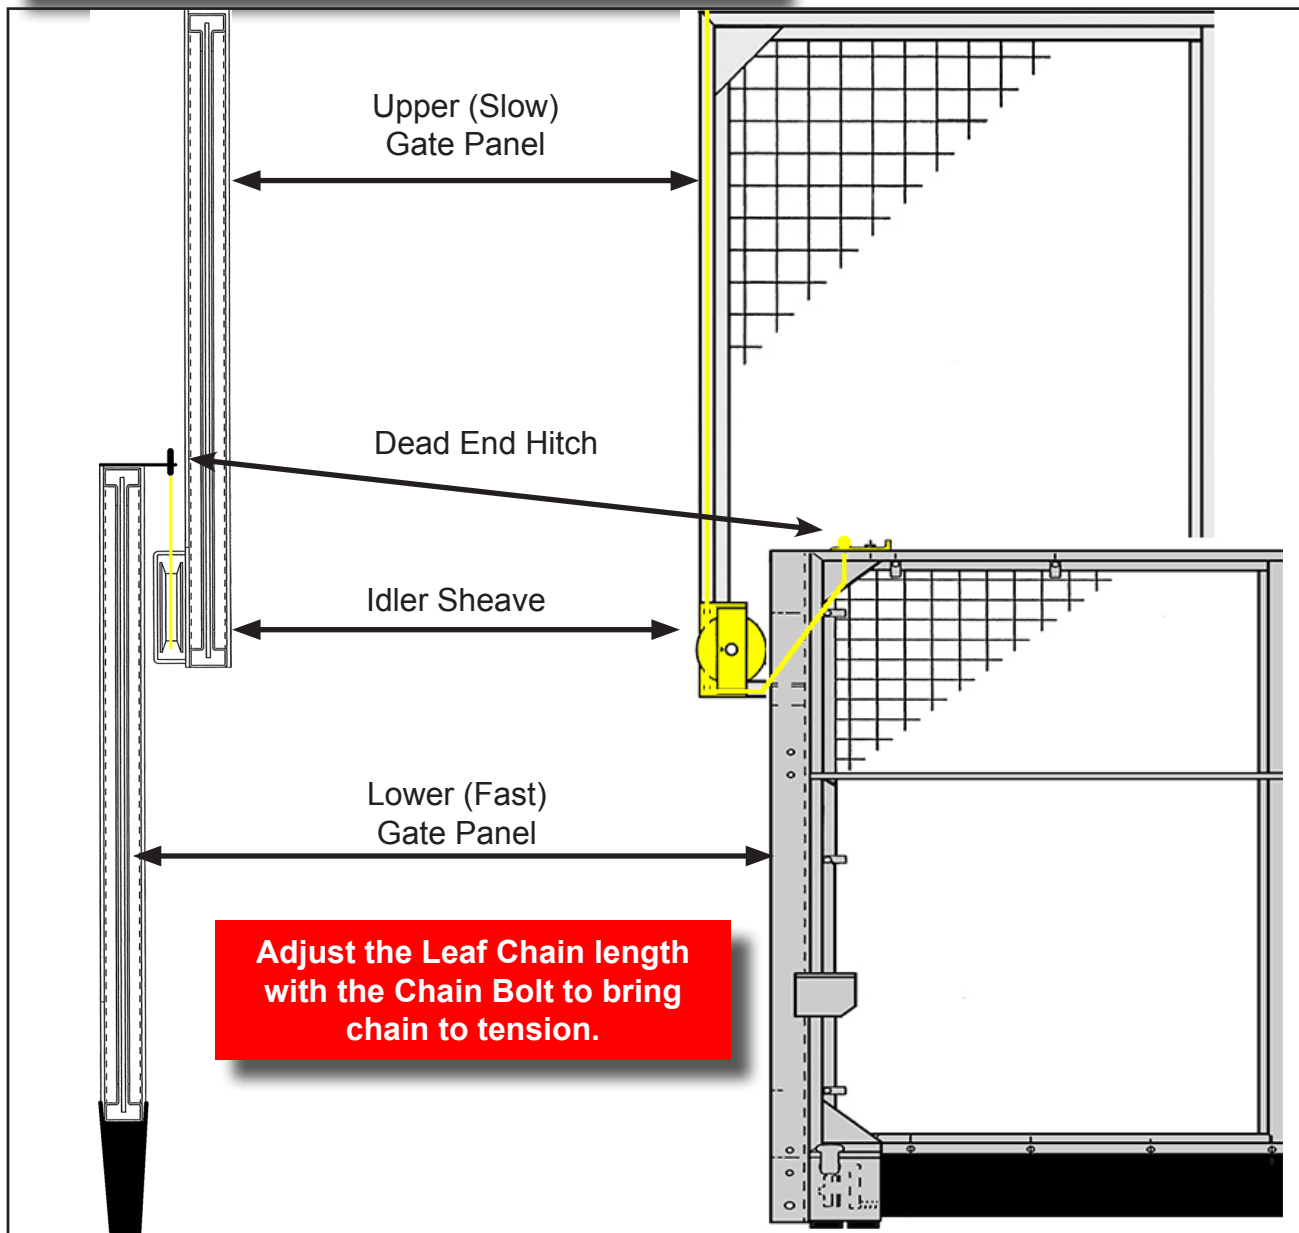 Upper (Slow)
Gate Panel
Dead End Hitch
Idler Sheave
Lower (Fast)
Gate Panel
Adjust the Leaf Chain length
with the Chain Bolt to bring
chain to tension.